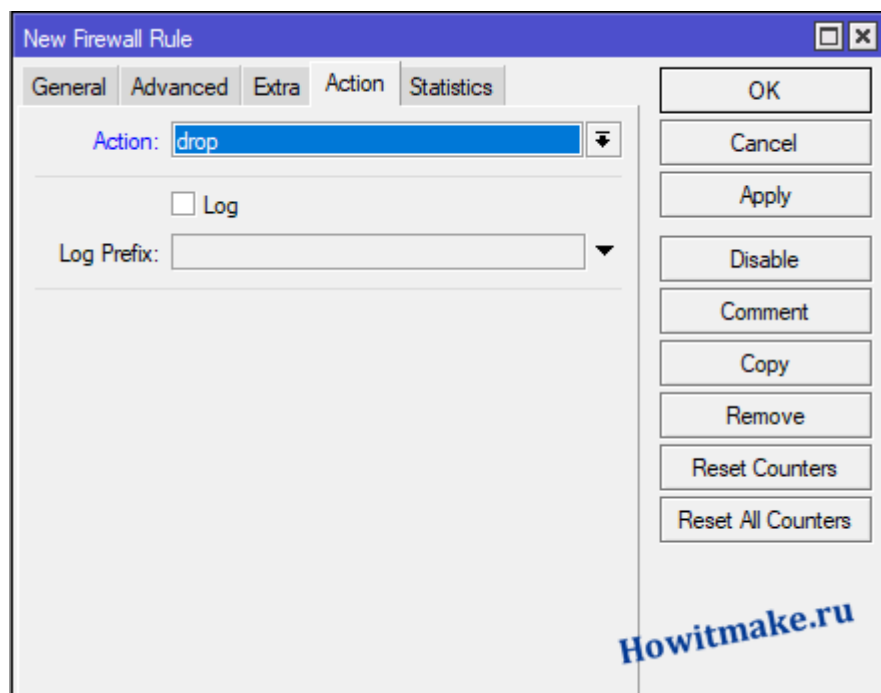 New Firewall Rule
General Advanced Extra Action Statistics
Action: drop
Log
Log Prefix:
OK
Cancel
Apply
Disable
Comment
Copy
Remove
Reset Counters
Reset All Counters
Howitmake.ru